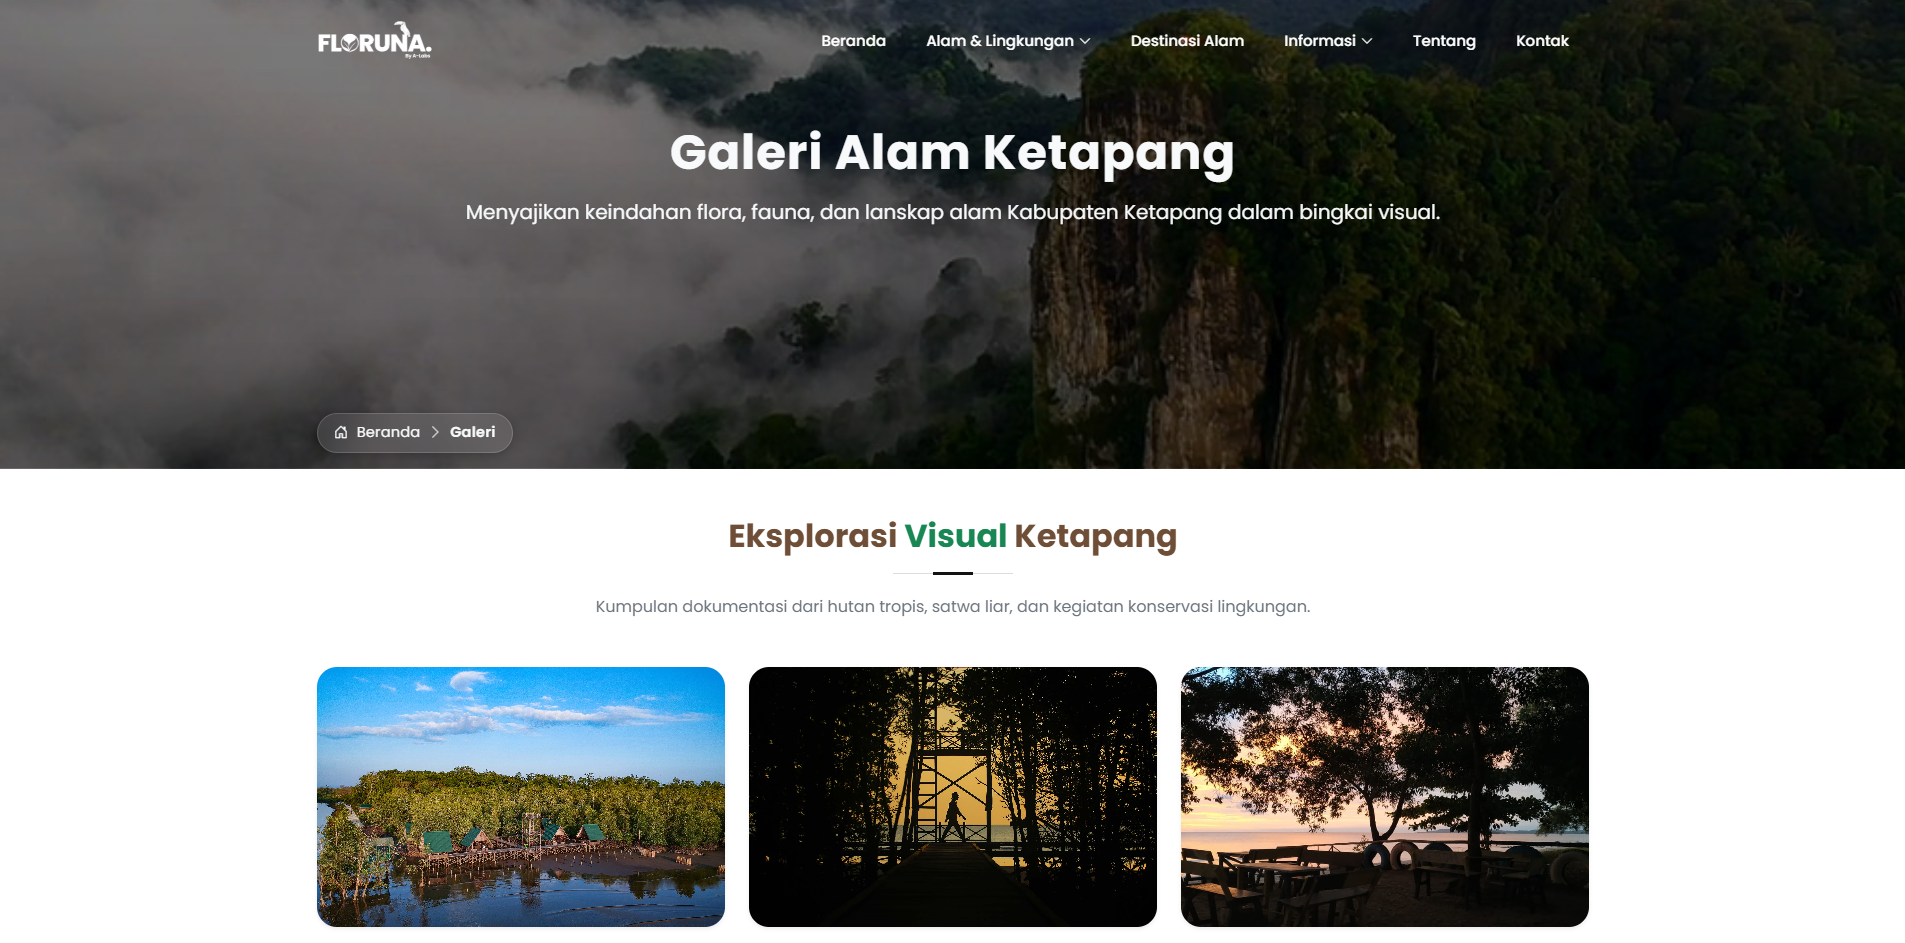 FLORUNA.
By A-Labs
Beranda
Alam & Lingkungan
Destinasi Alam
Informasi
Tentang
Kontak
Galeri Alam Ketapang
Menyajikan keindahan flora, fauna, dan lanskap alam Kabupaten Ketapang dalam bingkai visual.
Beranda > Galeri
Eksplorasi Visual Ketapang
Kumpulan dokumentasi dari hutan tropis, satwa liar, dan kegiatan konservasi lingkungan.